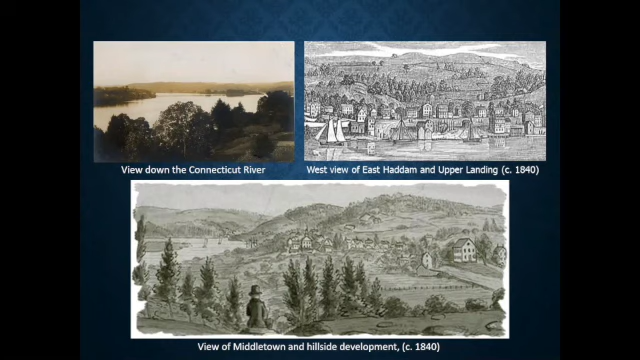 View down the Connecticut River
West view of East Haddam and Upper Landing (c. 1840)
View of Middletown and hillside development, (c. 1840)